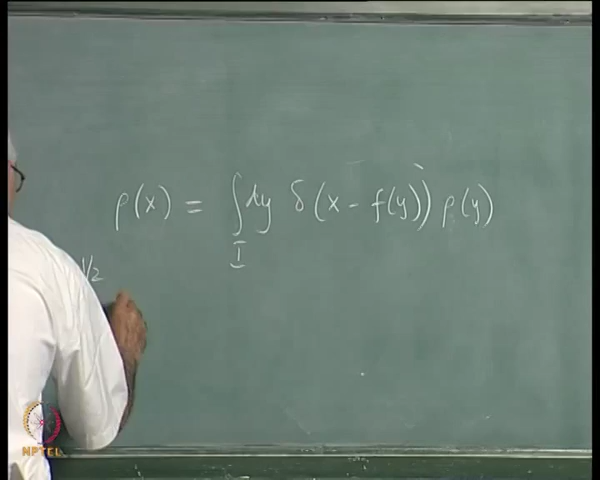 ρ(x) = ∫_I dy δ(x - f(y)) ρ(y)
1/2
NPTEL